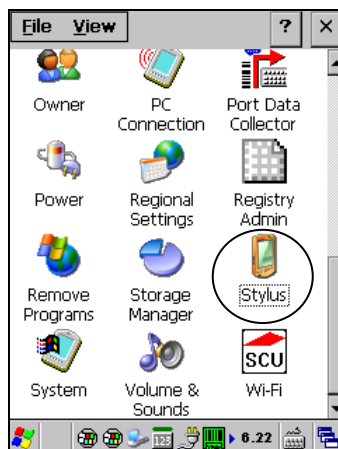 File View ? ×
Owner PC Connection Port Data Collector
Power Regional Settings Registry Admin
Remove Programs Storage Manager Stylus
SCU
System Volume & Sounds Wi-Fi
123 6.22